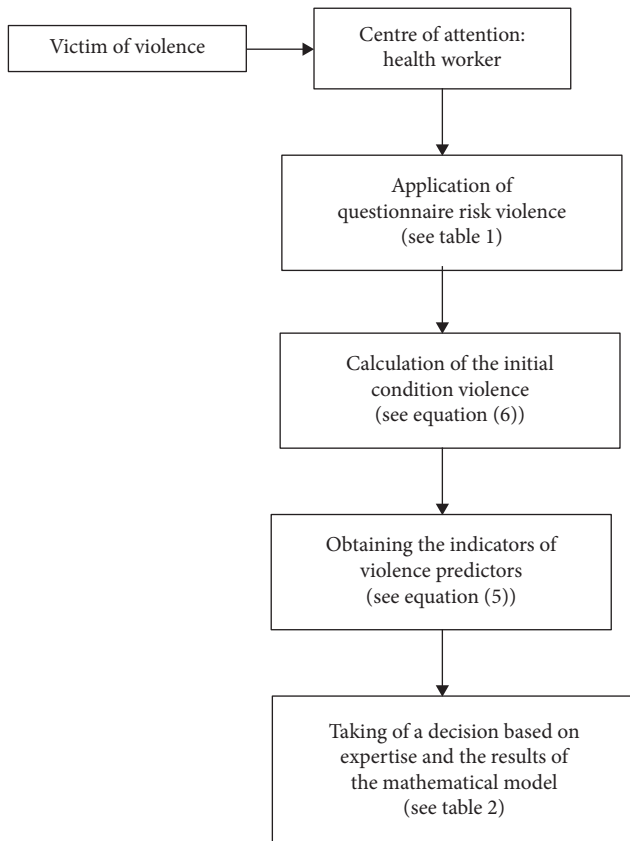 Victim of violence
Centre of attention:
health worker
Application of
questionnaire risk violence
(see table 1)
Calculation of the initial
condition violence
(see equation (6))
Obtaining the indicators of
violence predictors
(see equation (5))
Taking of a decision based on
expertise and the results of
the mathematical model
(see table 2)